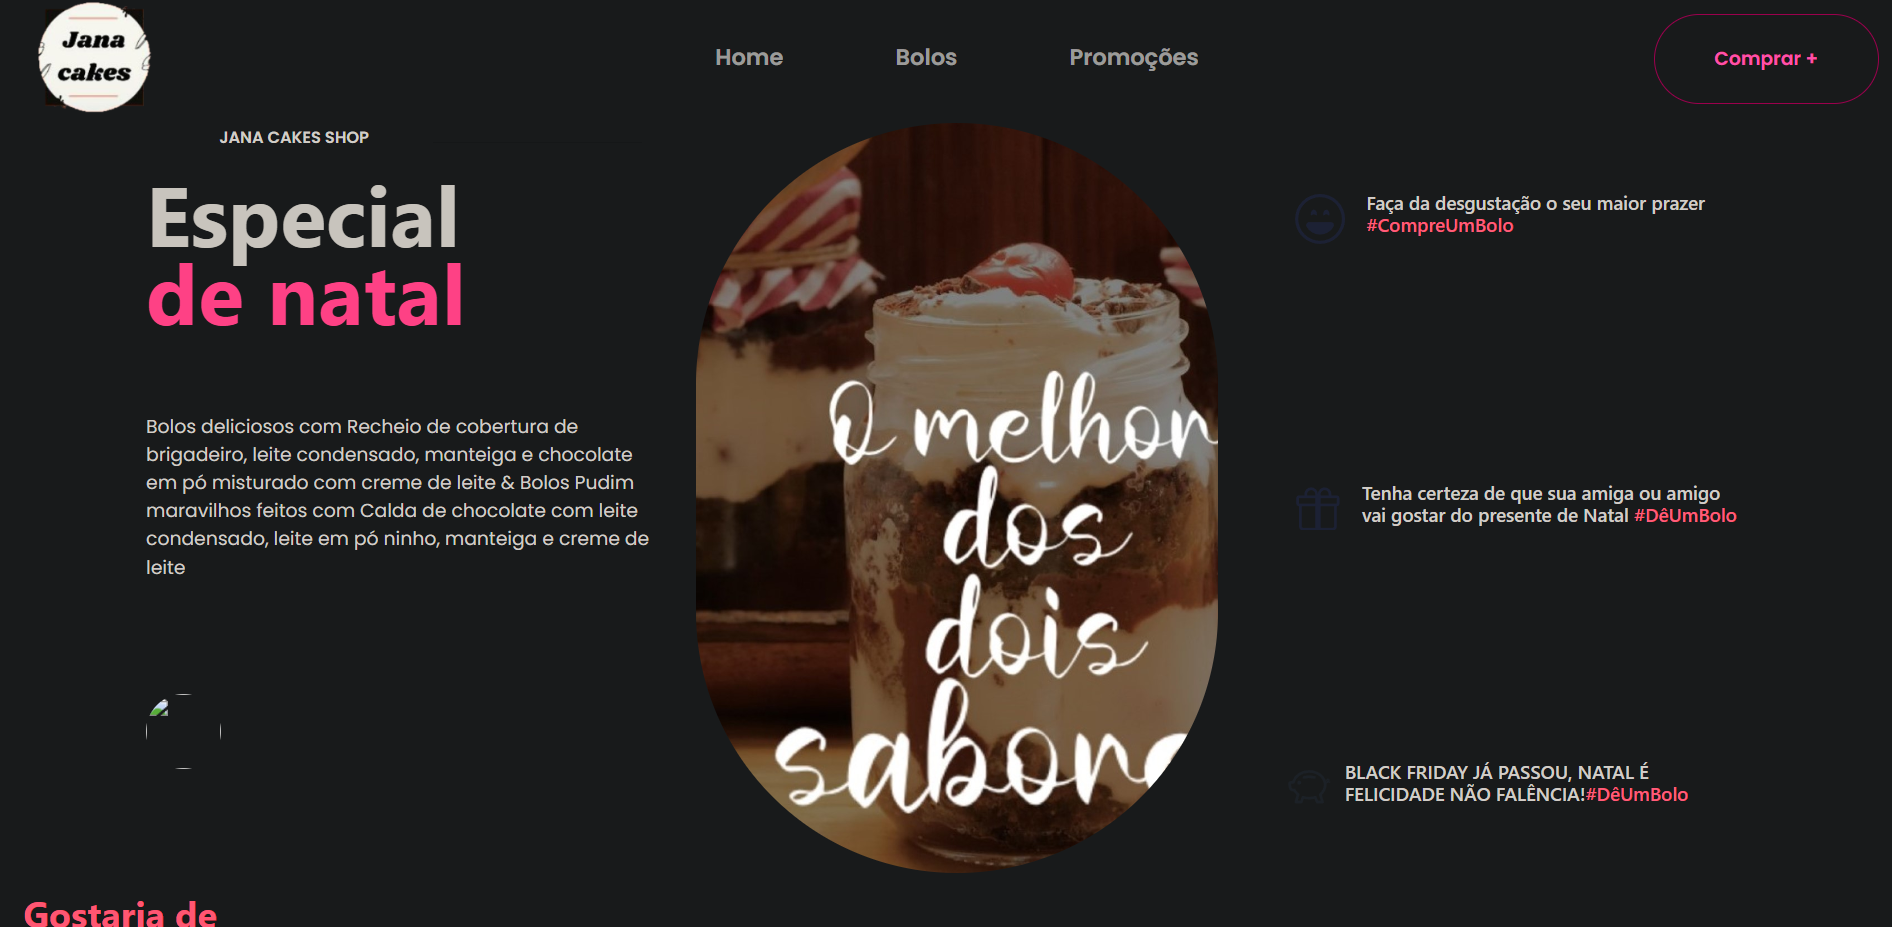 Jana
cakes
Home
Bolos
Promoções
Comprar +
JANA CAKES SHOP
Especial
de natal
Bolos deliciosos com Recheio de cobertura de
brigadeiro, leite condensado, manteiga e chocolate
em pó misturado com creme de leite & Bolos Pudim
maravilhos feitos com Calda de chocolate com leite
condensado, leite em pó ninho, manteiga e creme de
leite
O melhor
dos
dois
sabore
Faça da desgustação o seu maior prazer
#CompreUmBolo
Tenha certeza de que sua amiga ou amigo
vai gostar do presente de Natal #DêUmBolo
BLACK FRIDAY JÁ PASSOU, NATAL É
FELICIDADE NÃO FALÊNCIA!#DêUmBolo
Gostaria de